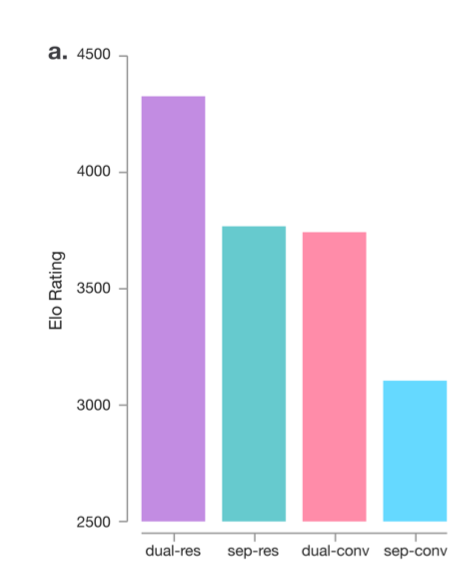 a.
4500
4000
3500
3000
2500
Elo Rating
dual-res sep-res dual-conv sep-conv